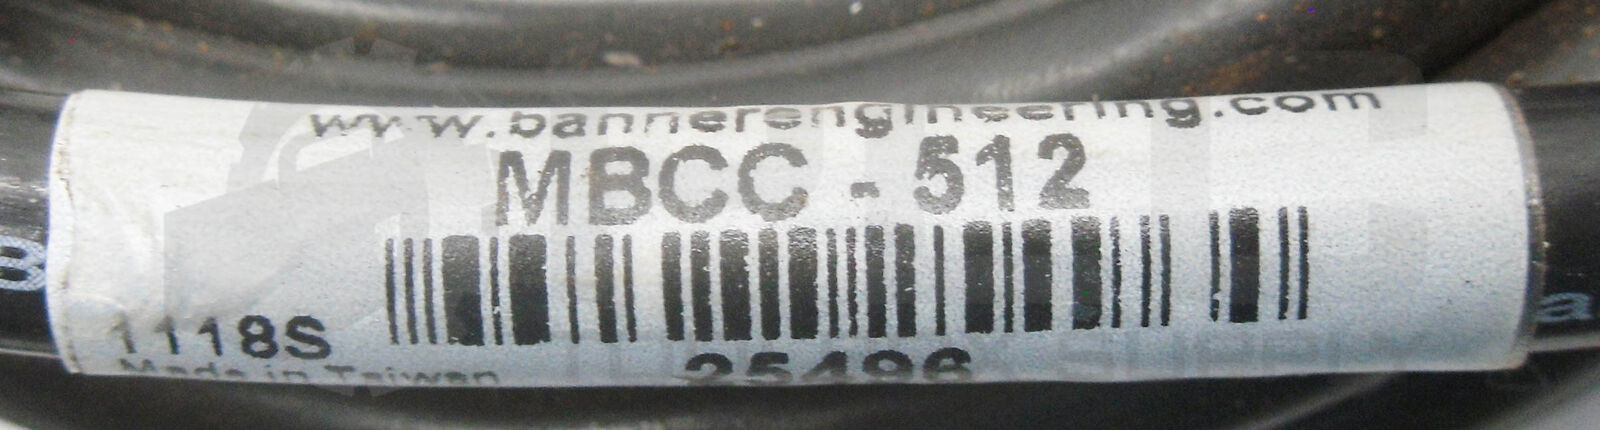 www.bannerengineering.com
MBCC - 512
1118S
25496
Made in Taiwan